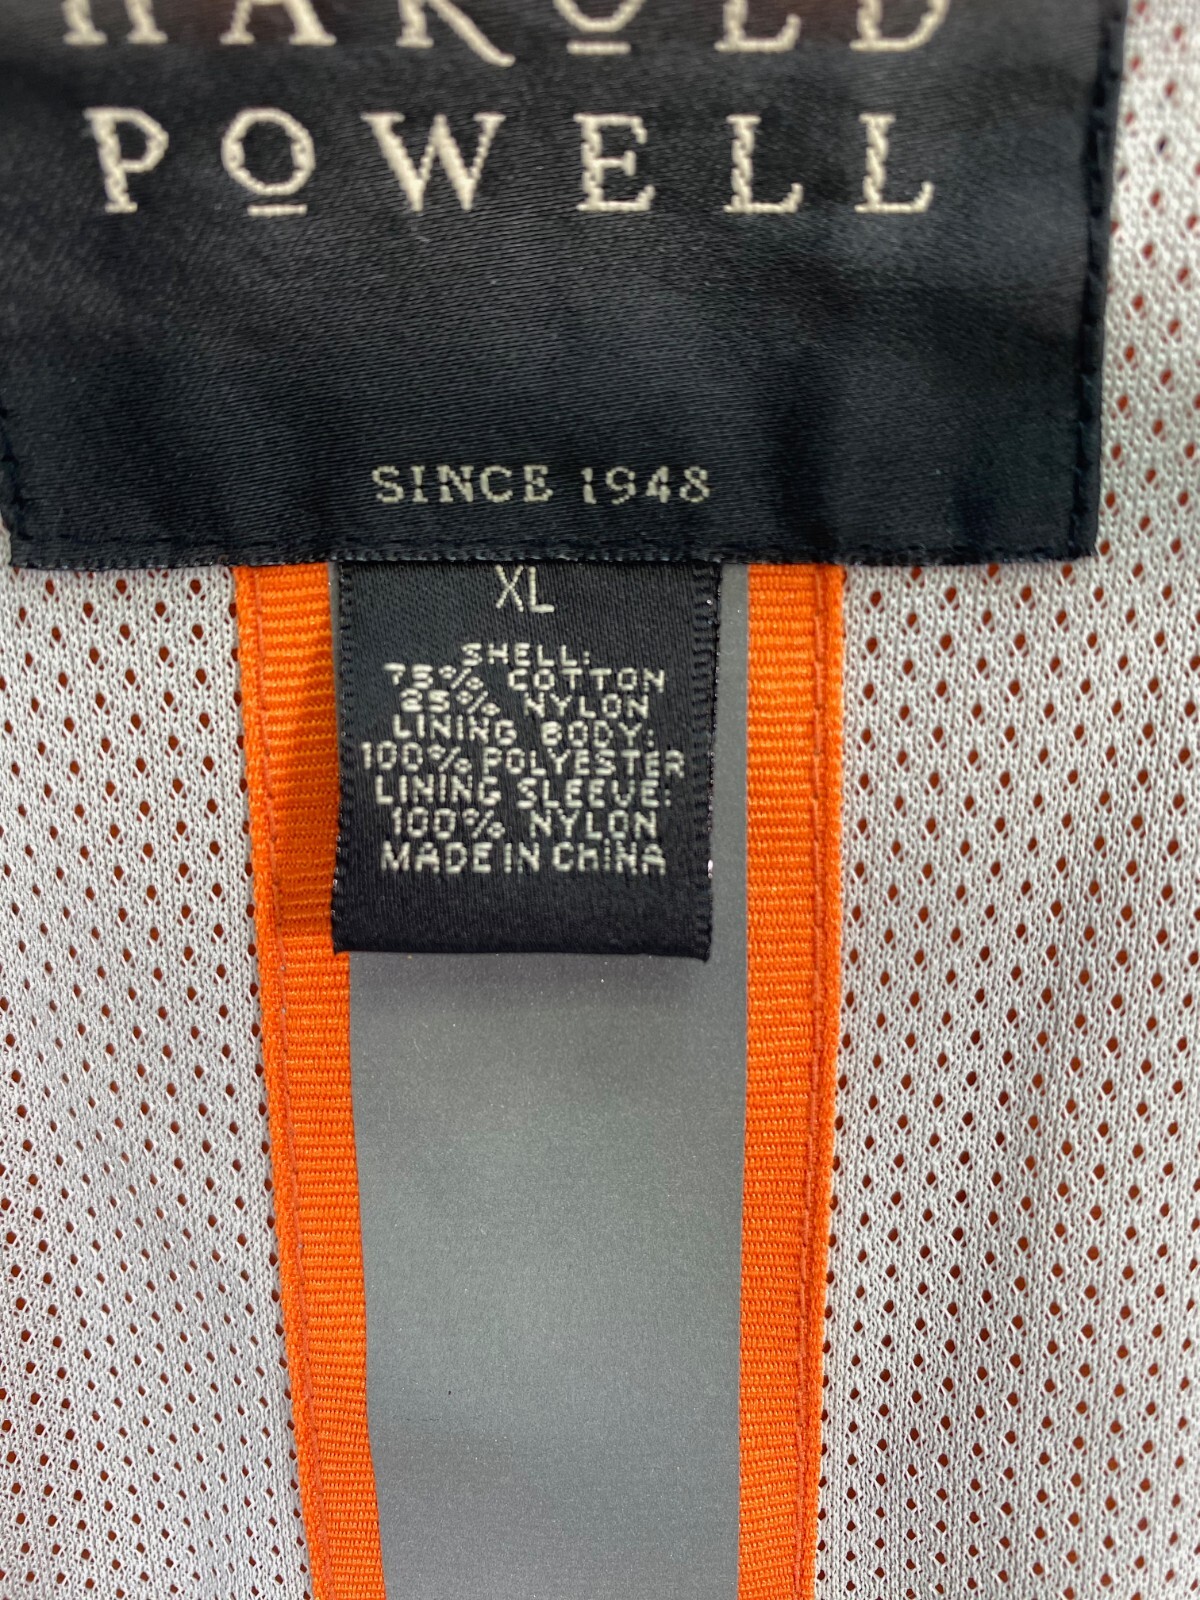 HAROLD
POWELL
SINCE 1948
XL
SHELL:
75% COTTON
25% NYLON
LINING BODY:
100% POLYESTER
LINING SLEEVE:
100% NYLON
MADE IN CHINA